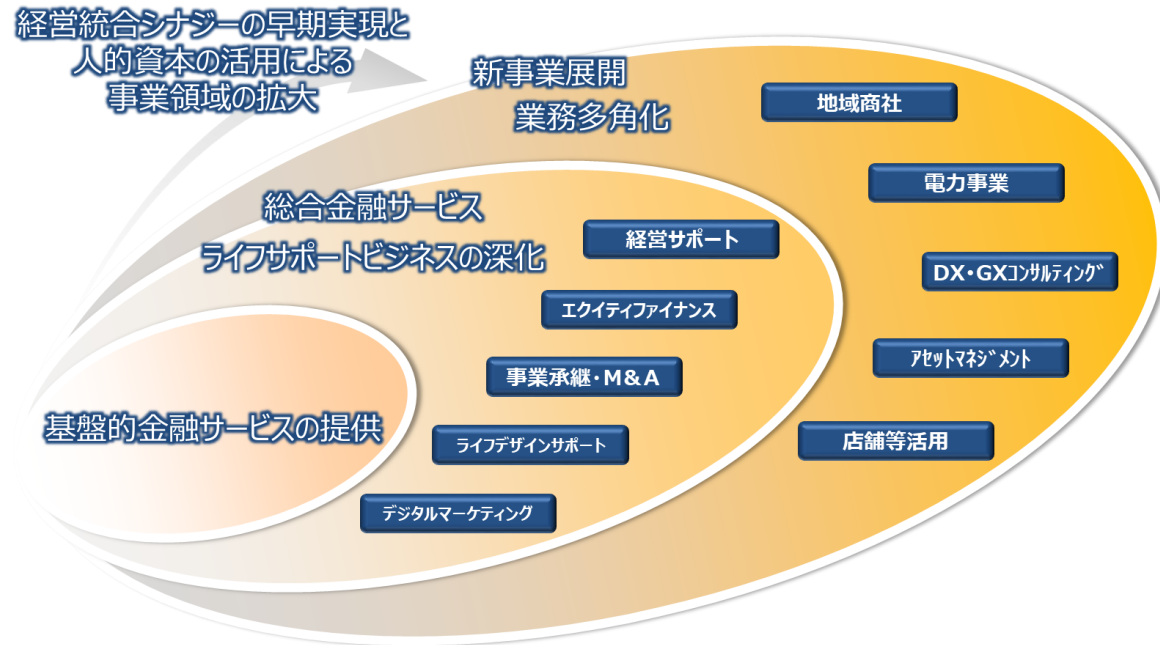 経営統合シナジーの早期実現と
人的資本の活用による
事業領域の拡大
新事業展開
業務多角化
地域商社
電力事業
DX・GXｺﾝｻﾙﾃｨﾝｸﾞ
ｱｾｯﾄﾏﾈｼﾞﾒﾝﾄ
店舗等活用
総合金融サービス
ライフサポートビジネスの深化
経営サポート
エクイティファイナンス
事業承継・M&A
ライフデザインサポート
デジタルマーケティング
基盤的金融サービスの提供